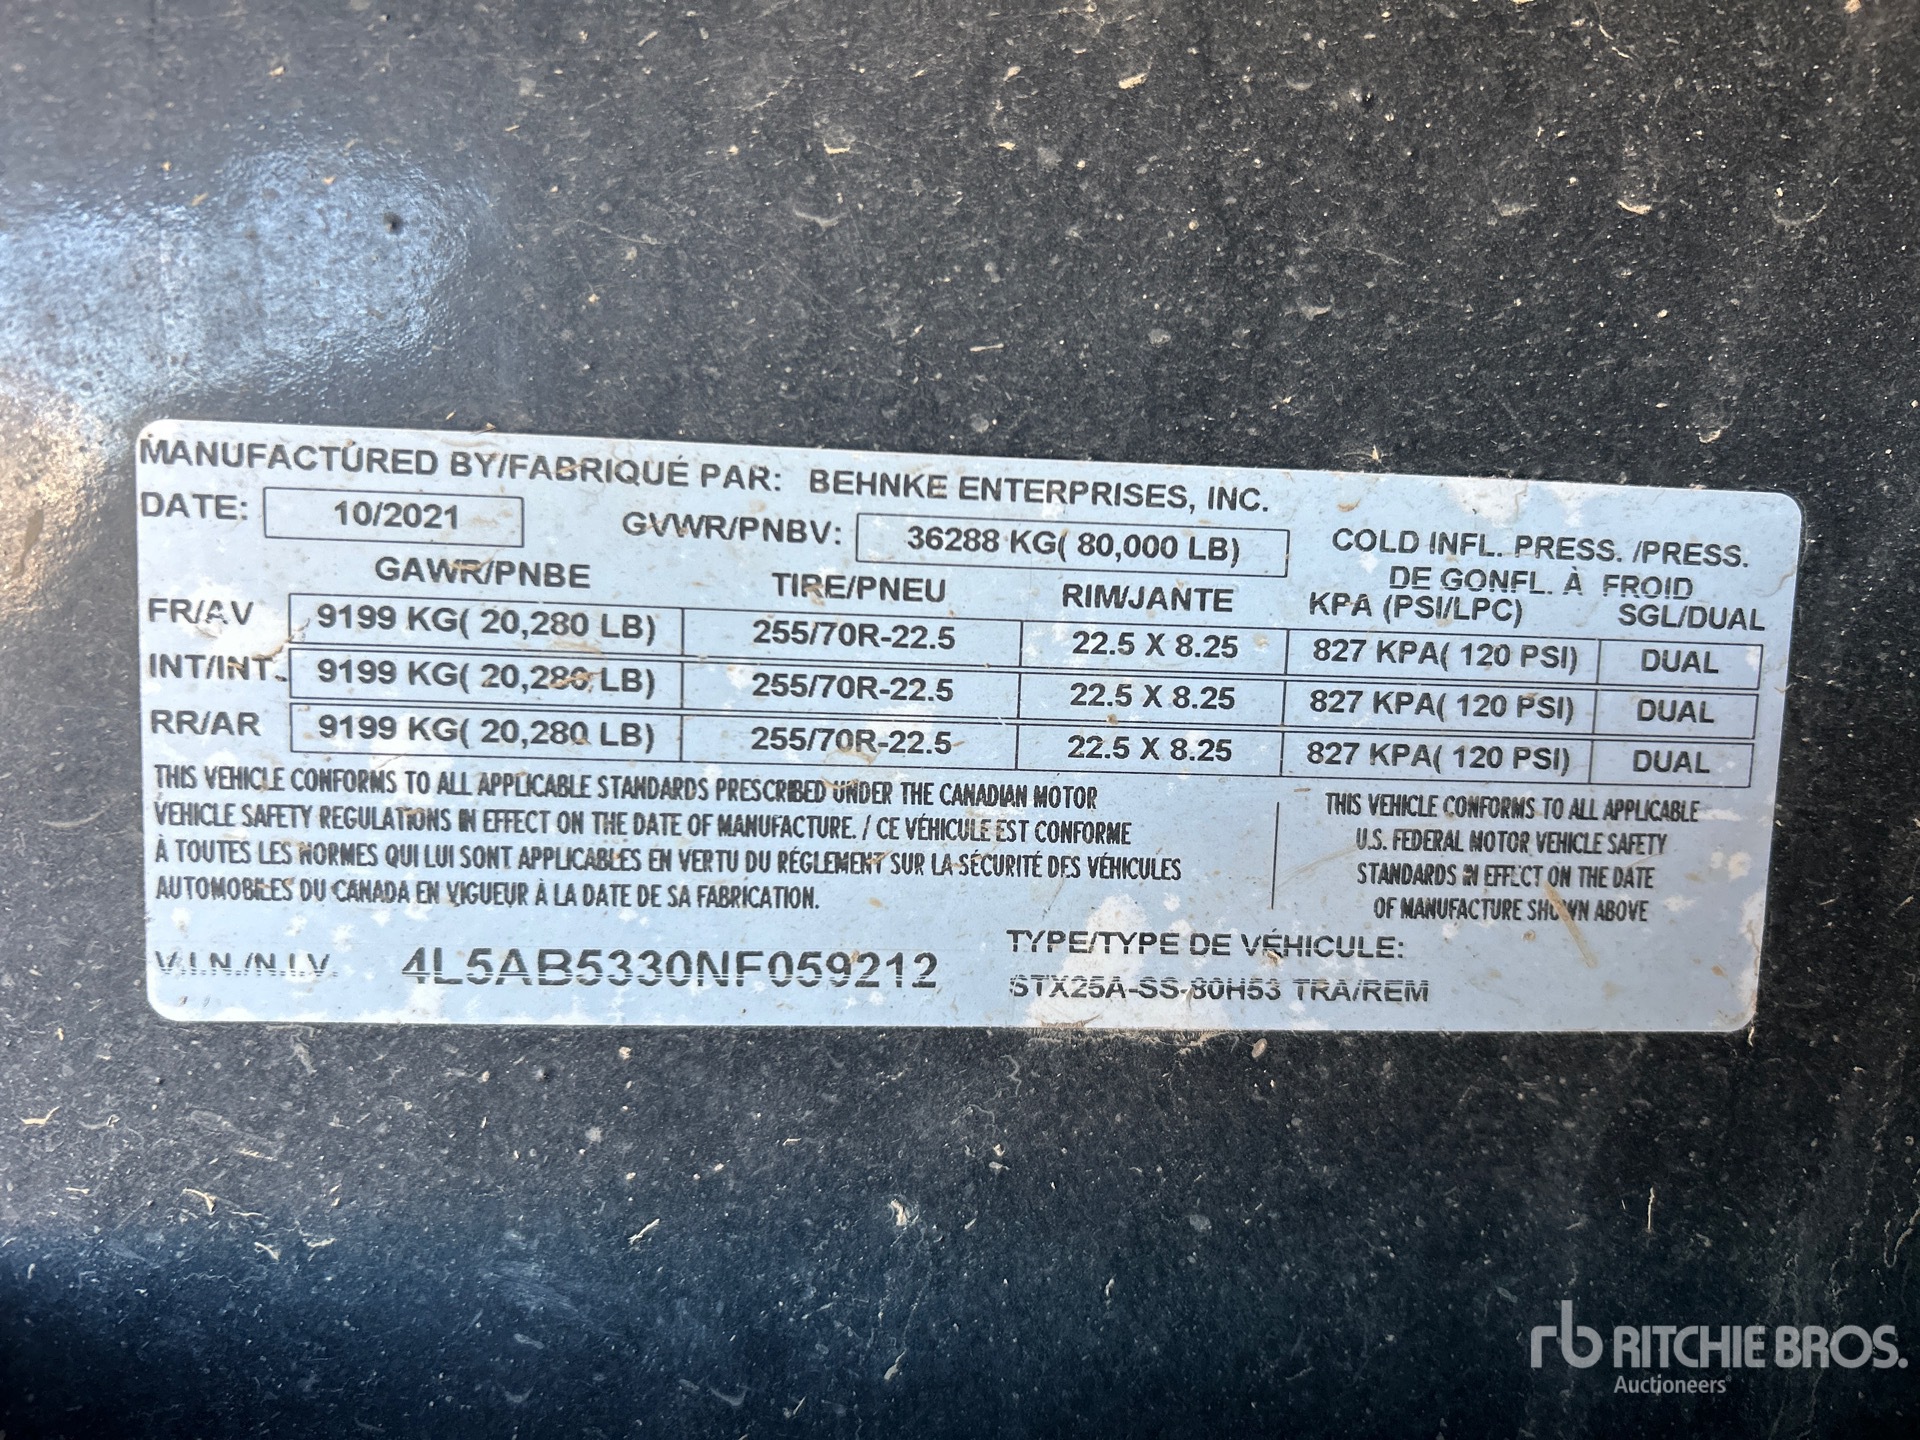 MANUFACTURED BY/FABRIQUÉ PAR: BEHNKE ENTERPRISES, INC.
DATE: 10/2021 GVWR/PNBV: 36288 KG( 80,000 LB)
COLD INFL. PRESS. /PRESS.
DE GONFL. À FROID
GAWR/PNBE TIRE/PNEU RIM/JANTE KPA (PSI/LPC) SGL/DUAL
FR/AV 9199 KG( 20,280 LB) 255/70R-22.5 22.5 X 8.25 827 KPA( 120 PSI) DUAL
INT/INT 9199 KG( 20,280 LB) 255/70R-22.5 22.5 X 8.25 827 KPA( 120 PSI) DUAL
RR/AR 9199 KG( 20,280 LB) 255/70R-22.5 22.5 X 8.25 827 KPA( 120 PSI) DUAL
THIS VEHICLE CONFORMS TO ALL APPLICABLE STANDARDS PRESCRIBED UNDER THE CANADIAN MOTOR
VEHICLE SAFETY REGULATIONS IN EFFECT ON THE DATE OF MANUFACTURE. / CE VÉHICULE EST CONFORME
À TOUTES LES NORMES QUI LUI SONT APPLICABLES EN VERTU DU RÉGLEMENT SUR LA SÉCURITÉ DES VÉHICULES
AUTOMOBILES DU CANADA EN VIGUEUR À LA DATE DE SA FABRICATION.
THIS VEHICLE CONFORMS TO ALL APPLICABLE
U.S. FEDERAL MOTOR VEHICLE SAFETY
STANDARDS IN EFFECT ON THE DATE
OF MANUFACTURE SHOWN ABOVE
V.I.N./N.I.V. 4L5AB5330NF059212
TYPE/TYPE DE VÉHICULE:
STX25A-SS-80H53 TRA/REM
rb RITCHIE BROS.
Auctioneers